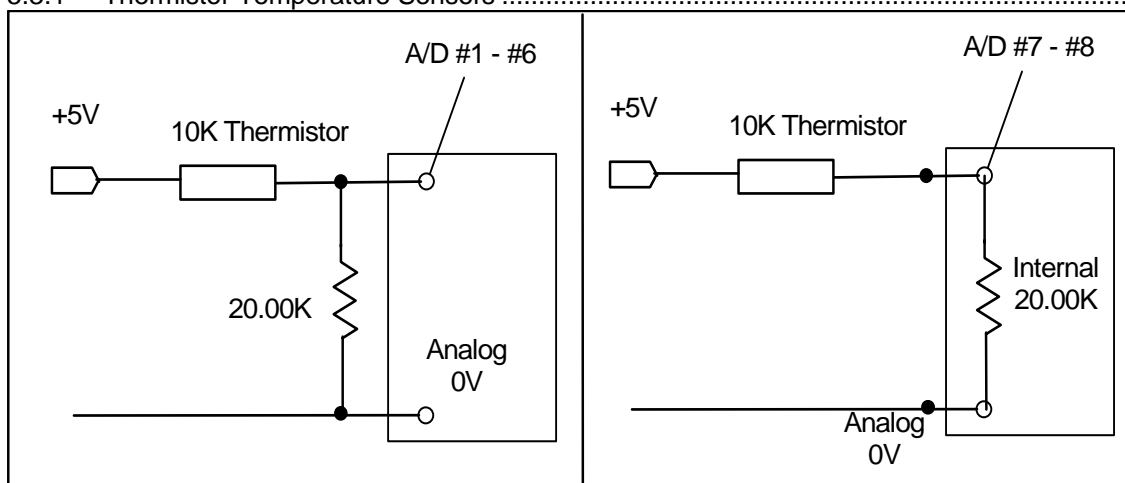 Thermistor Temperature Sensors ................................................................
A/D #1 - #6
+5V
10K Thermistor
20.00K
Analog
0V
A/D #7 - #8
+5V
10K Thermistor
Internal
20.00K
Analog
0V